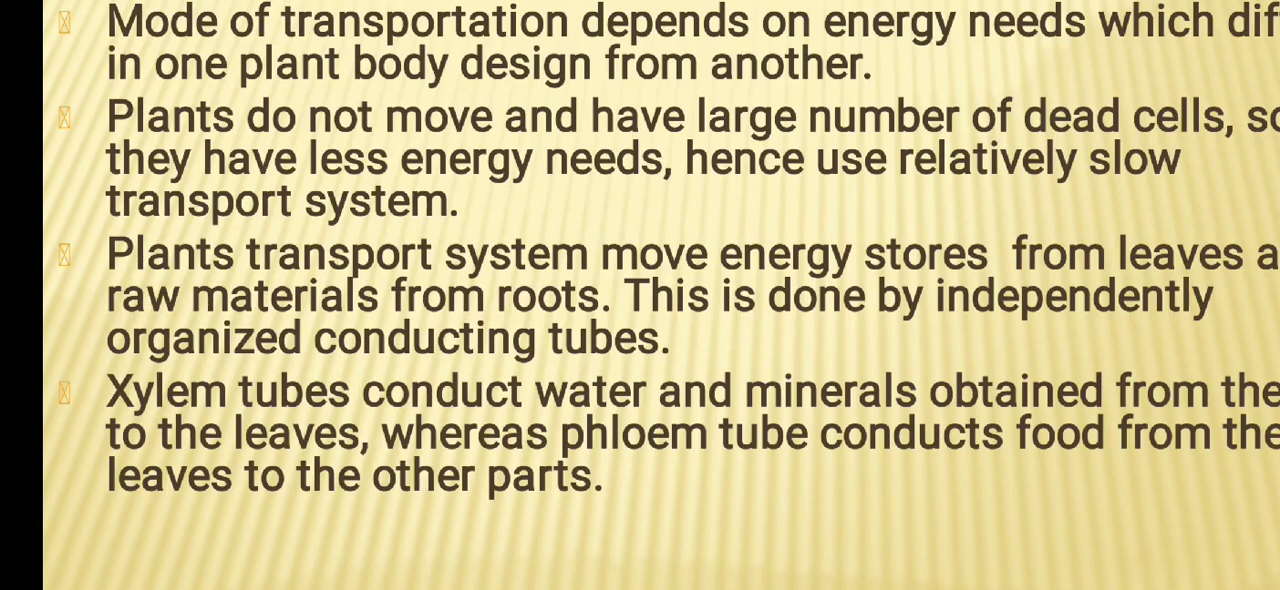 Mode of transportation depends on energy needs which
in one plant body design from another.
Plants do not move and have large number of dead cells,
they have less energy needs, hence use relatively slow
transport system.
Plants transport system move energy stores from leaves
raw materials from roots. This is done by independently
organized conducting tubes.
Xylem tubes conduct water and minerals obtained from the
to the leaves, whereas phloem tube conducts food from the
leaves to the other parts.